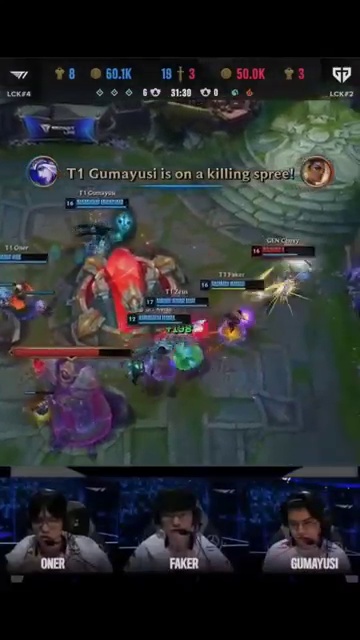 8 60.1K 19 3 50.0K 3
LCK#4 6 31:30 0 LCK#2
T1 Gumayusi is on a killing spree!
T1 Gumayusi
16
T1 Oner
GEN Chovy
16
T1 Faker
16
T1 Zeus
17
12
+198
ONER FAKER GUMAYUSI